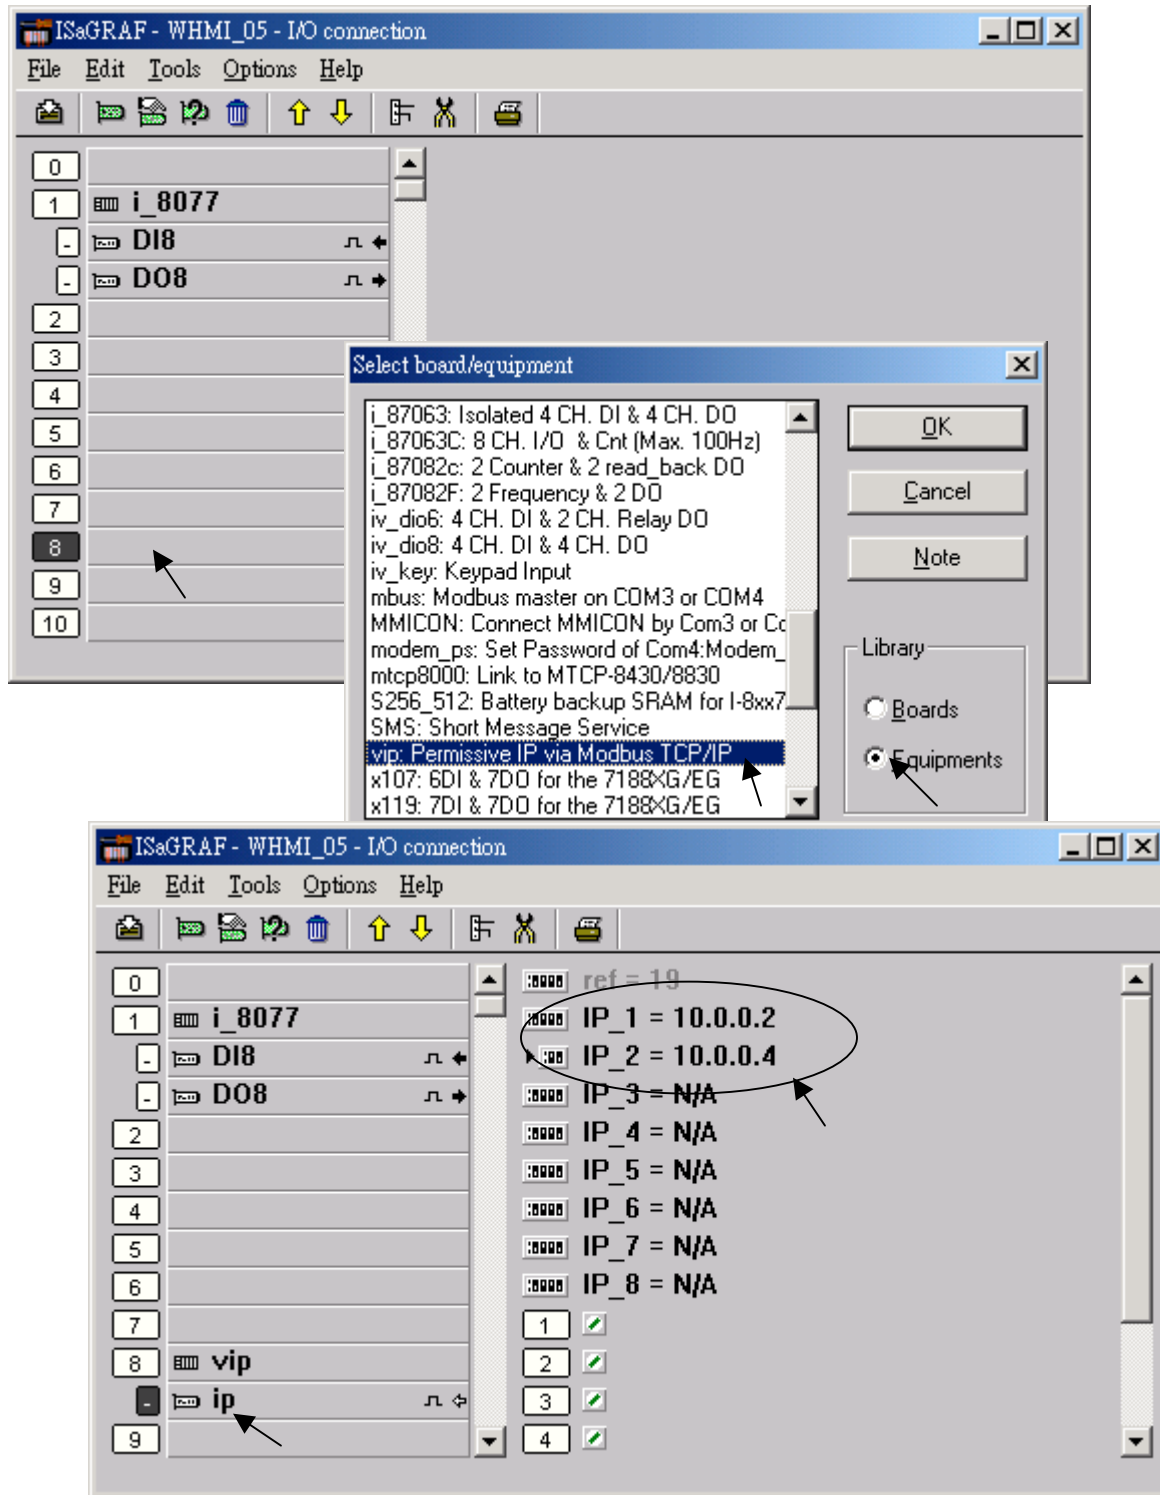 ISaGRAF - WHMI_05 - I/O connection
File Edit Tools Options Help
0
1 i_8077
- DI8
- DO8
2
3
4
5
6
7
8
9
10
Select board/equipment
i_87063: Isolated 4 CH. DI & 4 CH. DO
i_87063C: 8 CH. I/O & Cnt (Max. 100Hz)
i_87082c: 2 Counter & 2 read_back DO
i_87082F: 2 Frequency & 2 DO
iv_dio6: 4 CH. DI & 2 CH. Relay DO
iv_dio8: 4 CH. DI & 4 CH. DO
iv_key: Keypad Input
mbus: Modbus master on COM3 or COM4
MMICON: Connect MMICON by Com3 or Cc
modem_ps: Set Password of Com4:Modem_
mtcp8000: Link to MTCP-8430/8830
S256_512: Battery backup SRAM for I-8xx7
SMS: Short Message Service
vip: Permissive IP via Modbus TCP/IP
x107: 6DI & 7DO for the 7188XG/EG
x119: 7DI & 7DO for the 7188XG/EG
OK
Cancel
Note
Library
Boards
Equipments
ISaGRAF - WHMI_05 - I/O connection
File Edit Tools Options Help
0
1 i_8077
- DI8
- DO8
2
3
4
5
6
7
8 vip
- ip
9
ref = 19
IP_1 = 10.0.0.2
IP_2 = 10.0.0.4
IP_3 = N/A
IP_4 = N/A
IP_5 = N/A
IP_6 = N/A
IP_7 = N/A
IP_8 = N/A
1
2
3
4